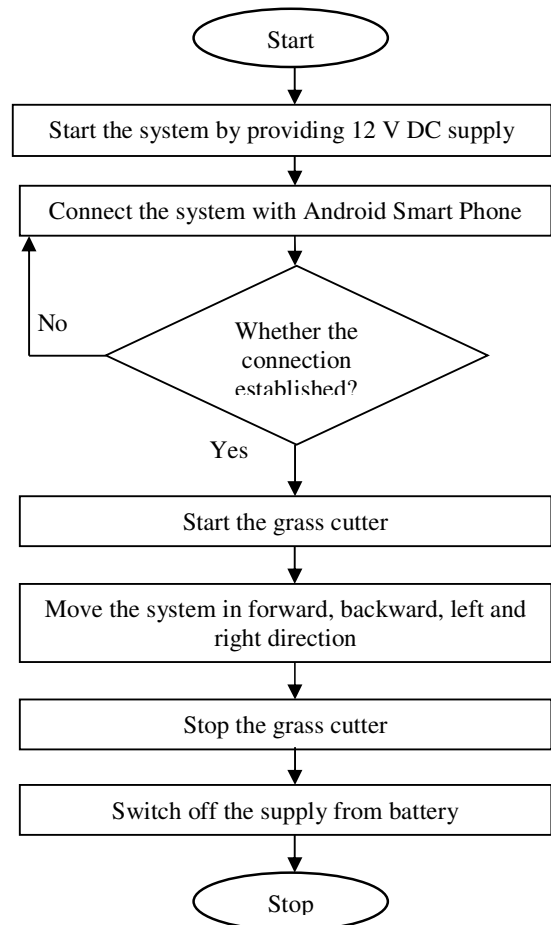 Start
Start the system by providing 12 V DC supply
Connect the system with Android Smart Phone
No
Whether the
connection
established?
Yes
Start the grass cutter
Move the system in forward, backward, left and
right direction
Stop the grass cutter
Switch off the supply from battery
Stop